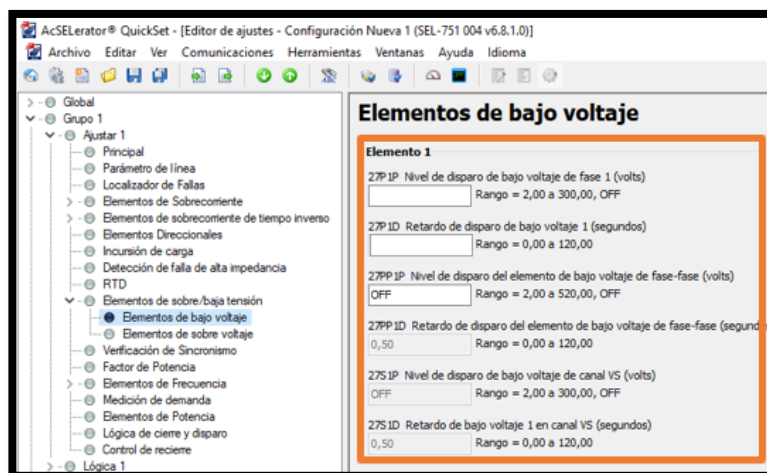 AcSELerator® QuickSet - [Editor de ajustes - Configuración Nueva 1 (SEL-751 004 v6.8.1.0)]
Archivo Editar Ver Comunicaciones Herramientas Ventanas Ayuda Idioma
Global
Grupo 1
Ajustar 1
Principal
Parámetro de línea
Localizador de Fallas
Elementos de Sobrecorriente
Elementos de sobrecorriente de tiempo inverso
Elementos Direccionales
Incursión de carga
Detección de falla de alta impedancia
RTD
Elementos de sobre/baja tensión
Elementos de bajo voltaje
Elementos de sobre voltaje
Verificación de Sincronismo
Factor de Potencia
Elementos de Frecuencia
Medición de demanda
Elementos de Potencia
Lógica de cierre y disparo
Control de recierre
Lógica 1
Elementos de bajo voltaje
Elemento 1
27P1P Nivel de disparo de bajo voltaje de fase 1 (volts)
Rango = 2,00 a 300,00, OFF
27P1D Retardo de disparo de bajo voltaje 1 (segundos)
Rango = 0,00 a 120,00
27PP1P Nivel de disparo del elemento de bajo voltaje de fase-fase (volts)
OFF Rango = 2,00 a 520,00, OFF
27PP1D Retardo de disparo del elemento de bajo voltaje de fase-fase (segund
0,50 Rango = 0,00 a 120,00
27S1P Nivel de disparo de bajo voltaje de canal VS (volts)
OFF Rango = 2,00 a 300,00, OFF
27S1D Retardo de bajo voltaje 1 en canal VS (segundos)
0,50 Rango = 0,00 a 120,00